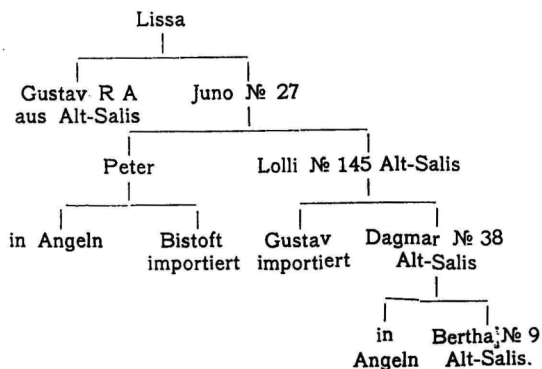 Lissa
Gustav R A Juno № 27
aus Alt-Salis
Peter Lolli № 145 Alt-Salis
in Angeln Bistoft Gustav Dagmar № 38
importiert importiert Alt-Salis
in Bertha № 9
Angeln Alt-Salis.